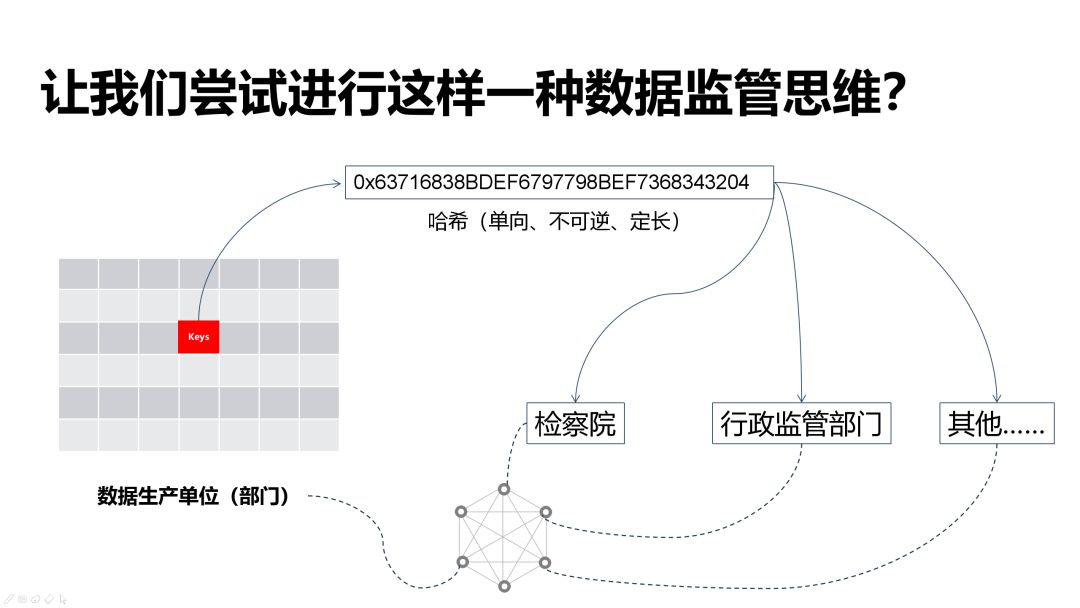 让我们尝试进行这样一种数据监管思维？
0x63716838BDEF6797798BEF7368343204
哈希（单向、不可逆、定长）
Keys
检察院
行政监管部门
其他……
数据生产单位（部门）